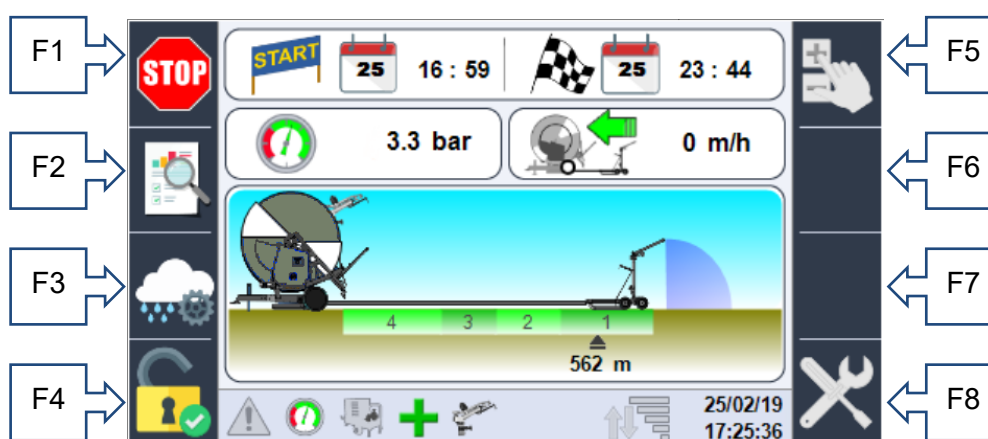 F1
STOP
START
25
16 : 59
25
23 : 44
F5
F2
3.3 bar
0 m/h
F6
F3
4 3 2 1
562 m
F7
F4
25/02/19
17:25:36
F8